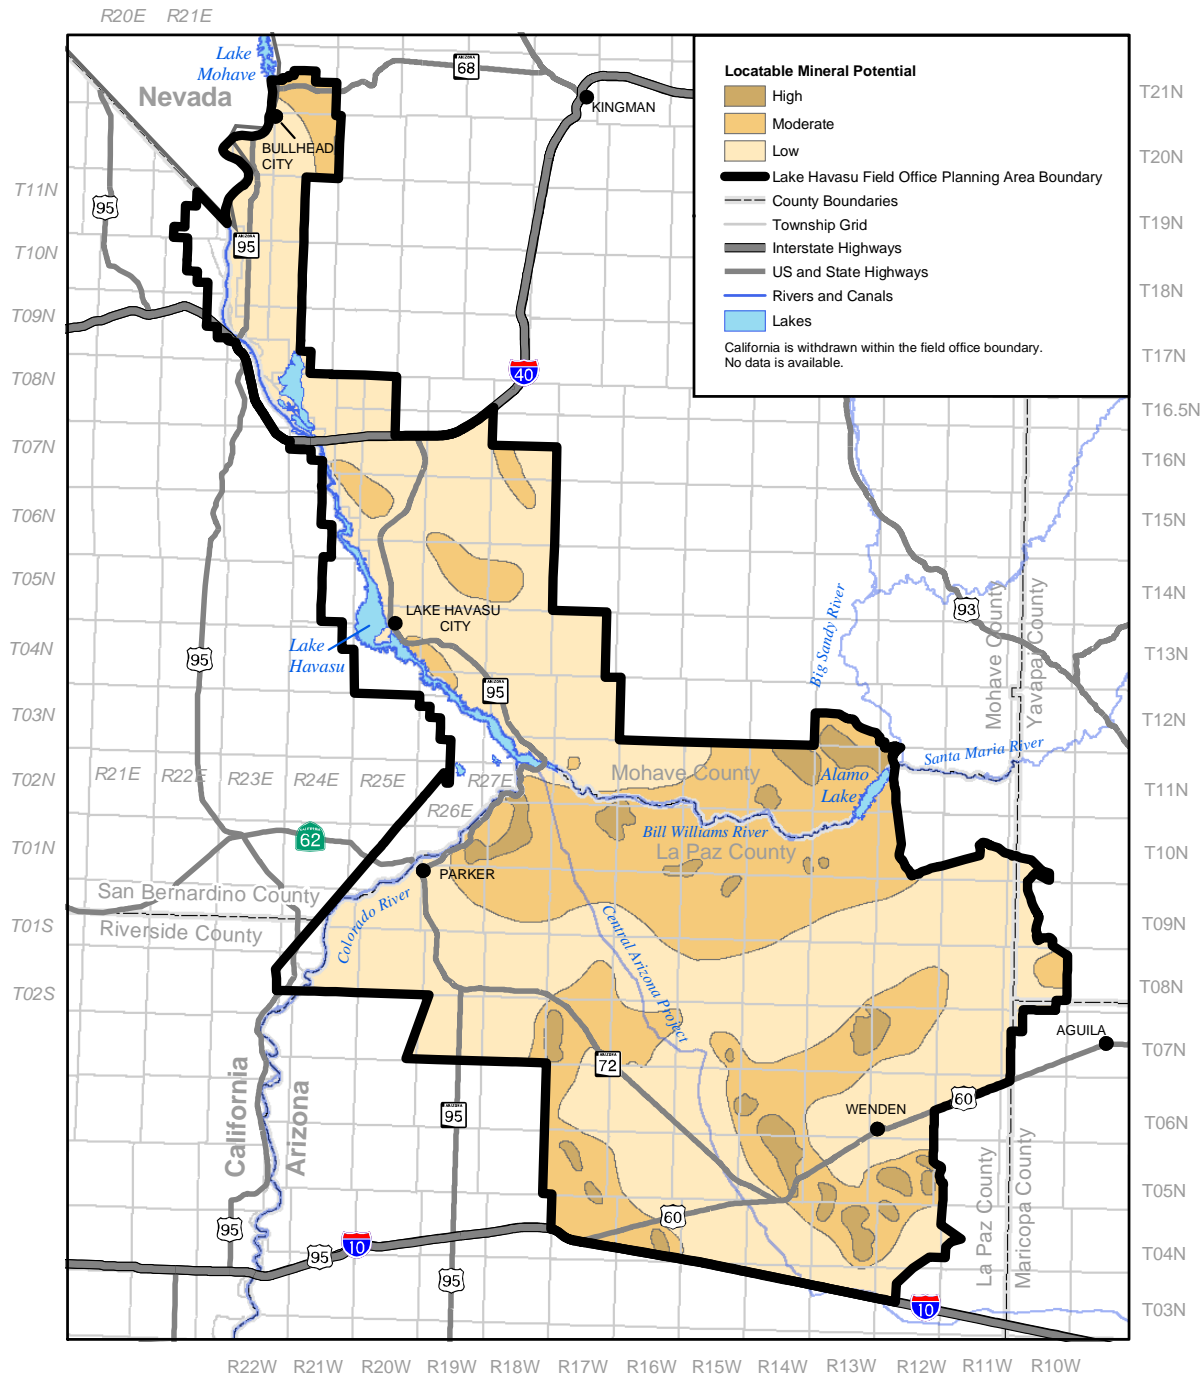 R20E R21E
Lake
Mohave
Nevada
ARIZONA
68
KINGMAN
BULLHEAD
CITY
95
ARIZONA
95
40
Locatable Mineral Potential
High
Moderate
Low
Lake Havasu Field Office Planning Area Boundary
County Boundaries
Township Grid
Interstate Highways
US and State Highways
Rivers and Canals
Lakes
California is withdrawn within the field office boundary.
No data is available.
T21N
T20N
T19N
T18N
T17N
T16.5N
T16N
T15N
T14N
T13N
T12N
T11N
T10N
T09N
T08N
T07N
T06N
T05N
T04N
T03N
T11N
T10N
T09N
T08N
T07N
T06N
T05N
T04N
T03N
T02N
T01N
T01S
T02S
LAKE HAVASU
CITY
Lake
Havasu
95
ARIZONA
95
Big Sandy River
93
Mohave County
Yavapai County
Santa Maria River
Alamo
Lake
Mohave County
Bill Williams River
La Paz County
R21E R22E R23E R24E R25E R27E
R26E
62
PARKER
San Bernardino County
Riverside County
Colorado River
Central Arizona Project
AGUILA
ARIZONA
72
60
WENDEN
ARIZONA
95
California
Arizona
La Paz County
Maricopa County
60
95
95
10
95
10
R22W R21W R20W R19W R18W R17W R16W R15W R14W R13W R12W R11W R10W